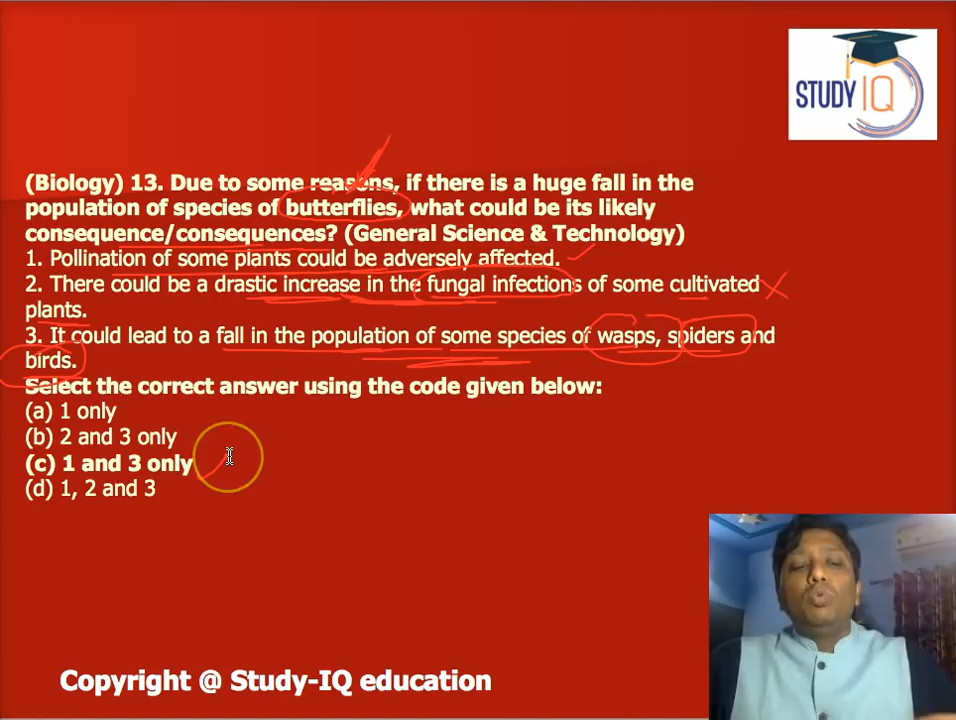 STUDY IQ
(Biology) 13. Due to some reasons, if there is a huge fall in the
population of species of butterflies, what could be its likely
consequence/consequences? (General Science & Technology)
1. Pollination of some plants could be adversely affected.
2. There could be a drastic increase in the fungal infections of some cultivated
plants.
3. It could lead to a fall in the population of some species of wasps, spiders and
birds.
Select the correct answer using the code given below:
(a) 1 only
(b) 2 and 3 only
(c) 1 and 3 only
(d) 1, 2 and 3
Copyright @ Study-IQ education